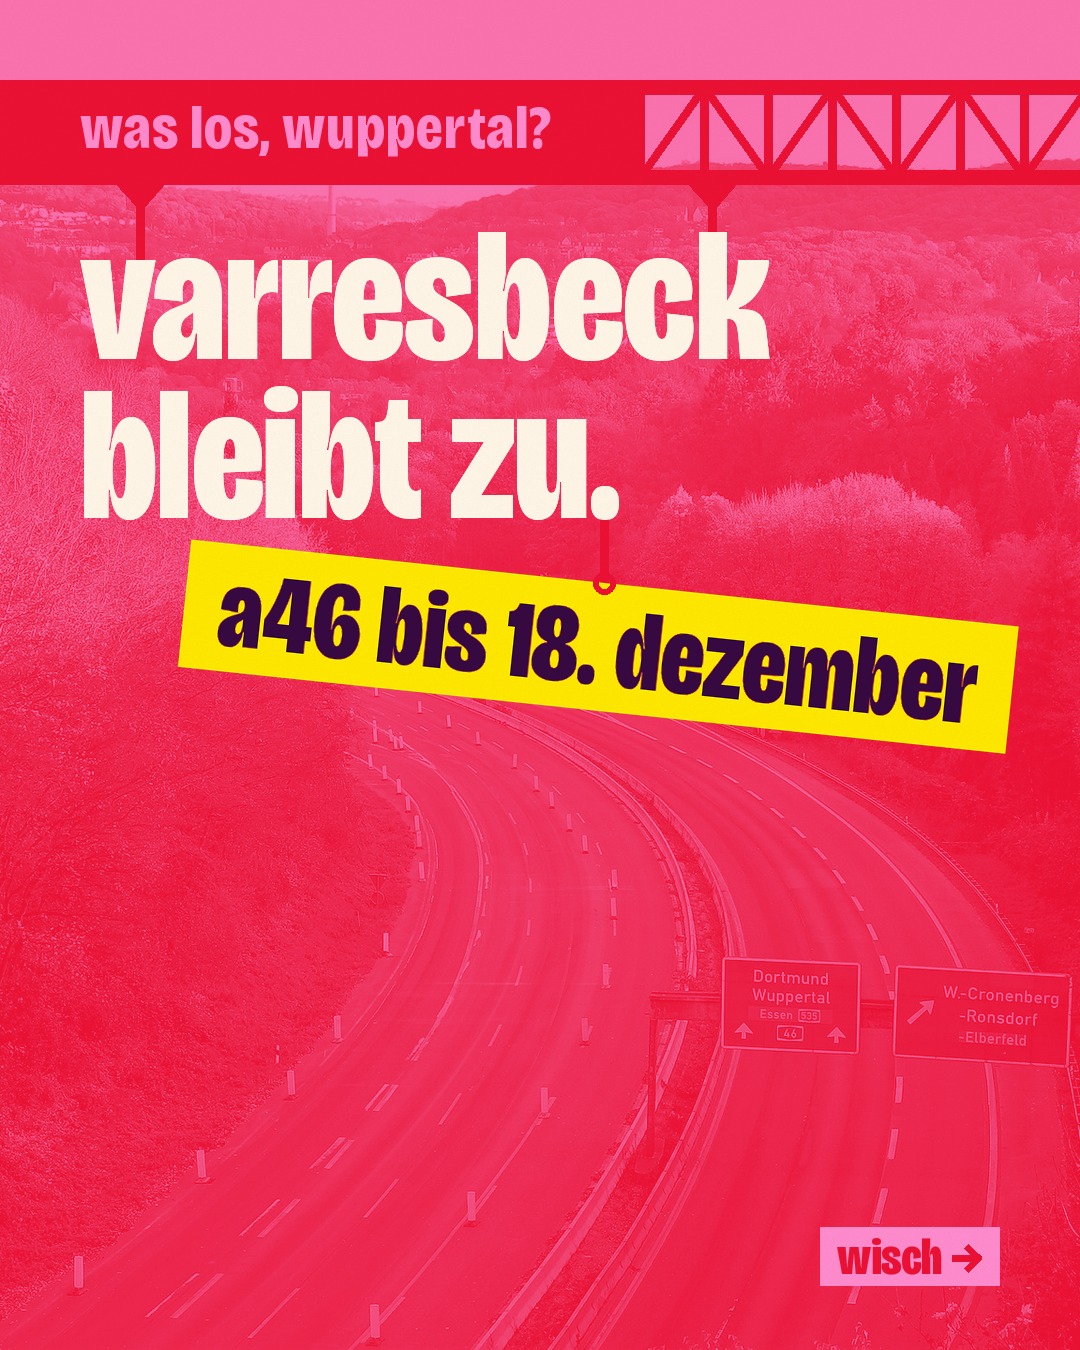 was los, wuppertal?
varresbeck
bleibt zu.
a46 bis 18. dezember
Dortmund
Wuppertal
Essen 535
46
W.-Cronenberg
-Ronsdorf
-Elberfeld
wisch →